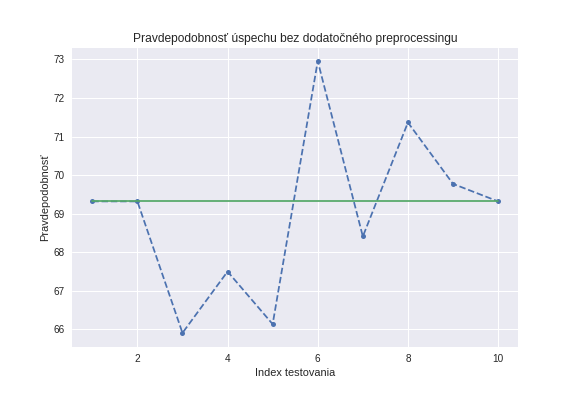 Pravdepodobnosť úspechu bez dodatočného preprocessingu
73
72
71
70
69
68
67
66
Pravdepodobnosť
2 4 6 8 10
Index testovania